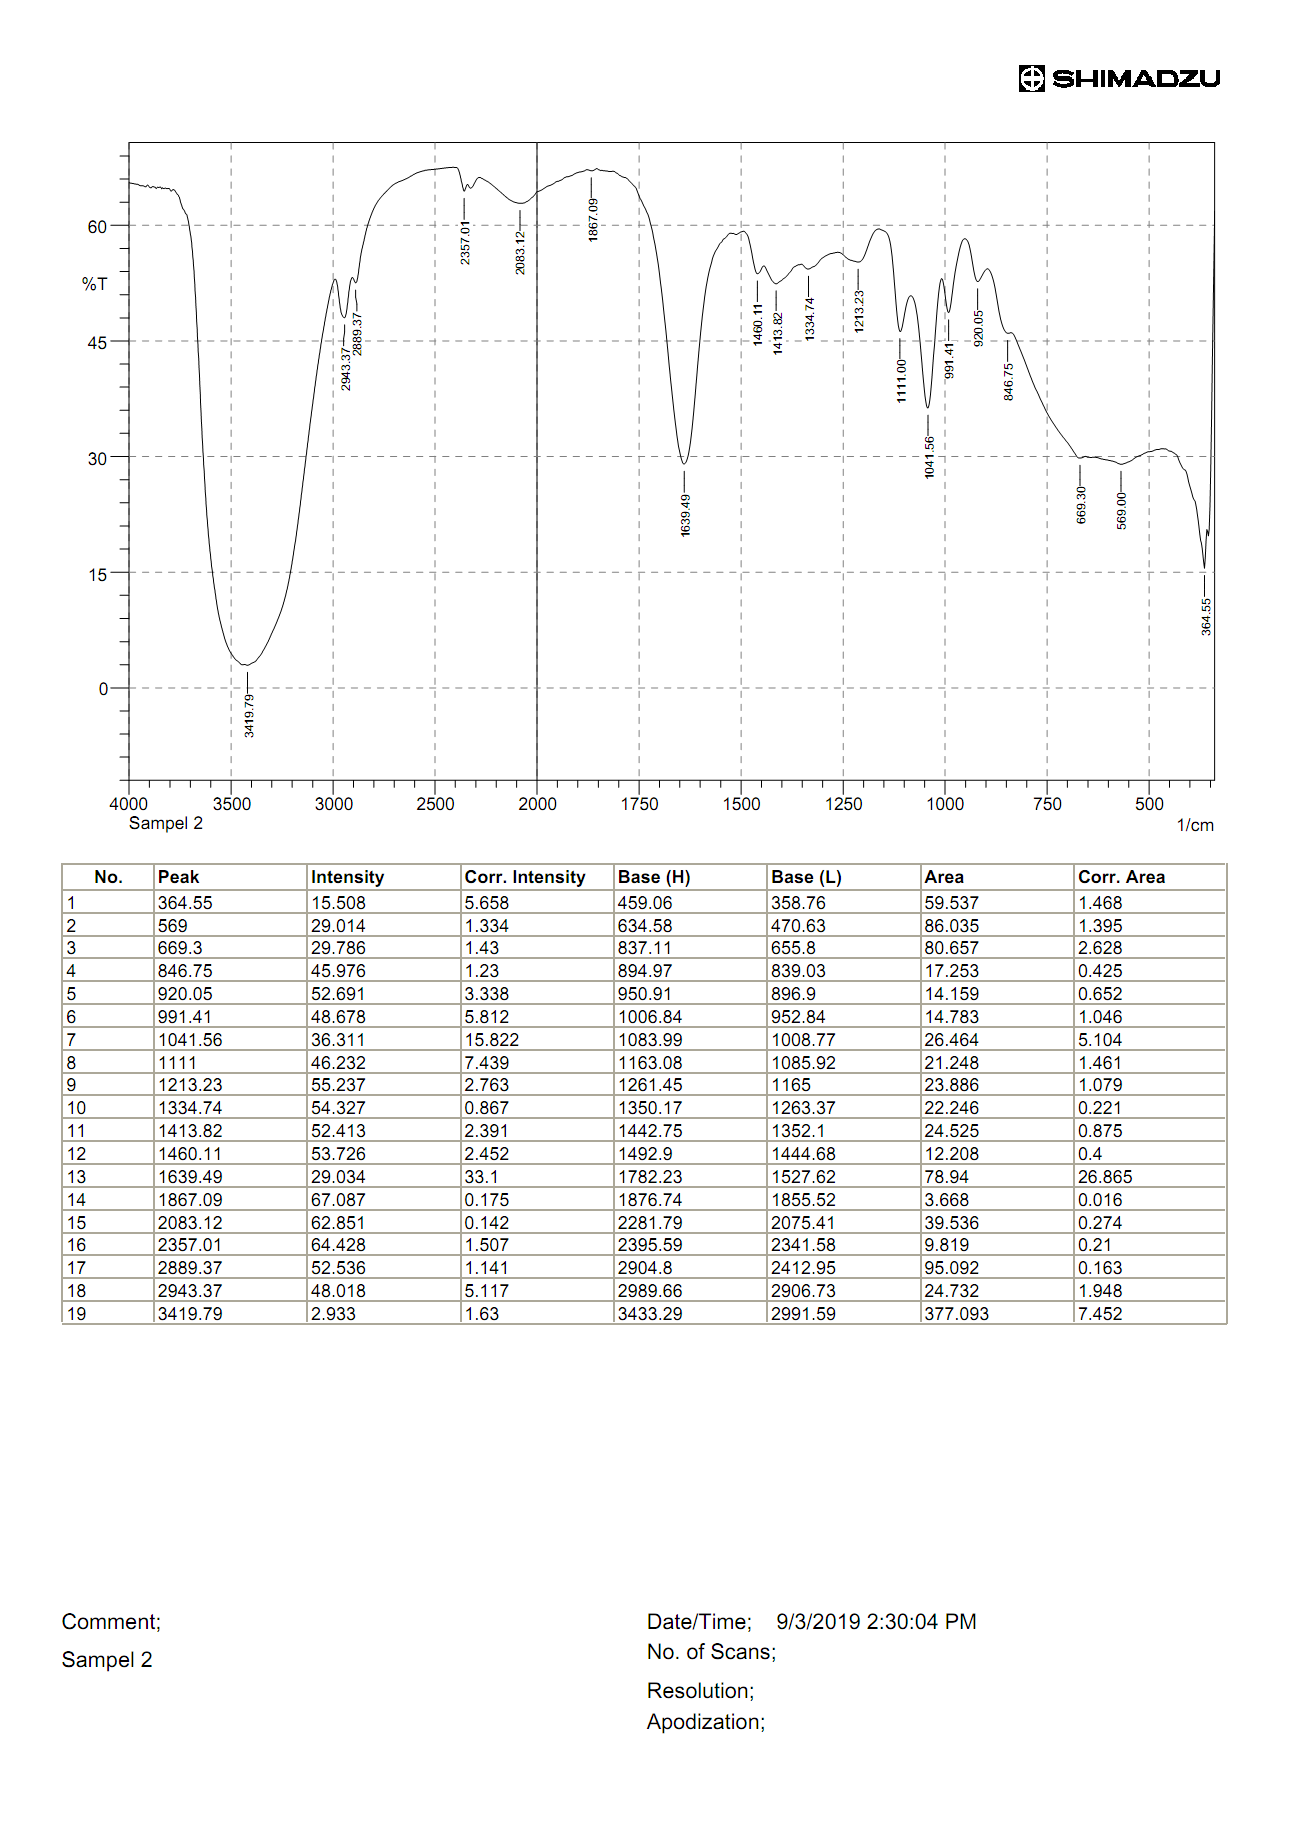 SHIMADZU
60
%T
45
30
15
0
3419.79
2943.37
2889.37
2357.01
2083.12
1867.09
1639.49
1460.11
1413.82
1334.74
1213.23
1111.00
1041.56
991.41
920.05
846.75
669.30
569.00
364.55
4000 3500 3000 2500 2000 1750 1500 1250 1000 750 500
Sampel 2 1/cm
No. Peak Intensity Corr. Intensity Base (H) Base (L) Area Corr. Area
1 364.55 15.508 5.658 459.06 358.76 59.537 1.468
2 569 29.014 1.334 634.58 470.63 86.035 1.395
3 669.3 29.786 1.43 837.11 655.8 80.657 2.628
4 846.75 45.976 1.23 894.97 839.03 17.253 0.425
5 920.05 52.691 3.338 950.91 896.9 14.159 0.652
6 991.41 48.678 5.812 1006.84 952.84 14.783 1.046
7 1041.56 36.311 15.822 1083.99 1008.77 26.464 5.104
8 1111 46.232 7.439 1163.08 1085.92 21.248 1.461
9 1213.23 55.237 2.763 1261.45 1165 23.886 1.079
10 1334.74 54.327 0.867 1350.17 1263.37 22.246 0.221
11 1413.82 52.413 2.391 1442.75 1352.1 24.525 0.875
12 1460.11 53.726 2.452 1492.9 1444.68 12.208 0.4
13 1639.49 29.034 33.1 1782.23 1527.62 78.94 26.865
14 1867.09 67.087 0.175 1876.74 1855.52 3.668 0.016
15 2083.12 62.851 0.142 2281.79 2075.41 39.536 0.274
16 2357.01 64.428 1.507 2395.59 2341.58 9.819 0.21
17 2889.37 52.536 1.141 2904.8 2412.95 95.092 0.163
18 2943.37 48.018 5.117 2989.66 2906.73 24.732 1.948
19 3419.79 2.933 1.63 3433.29 2991.59 377.093 7.452
Comment;
Sampel 2
Date/Time; 9/3/2019 2:30:04 PM
No. of Scans;
Resolution;
Apodization;